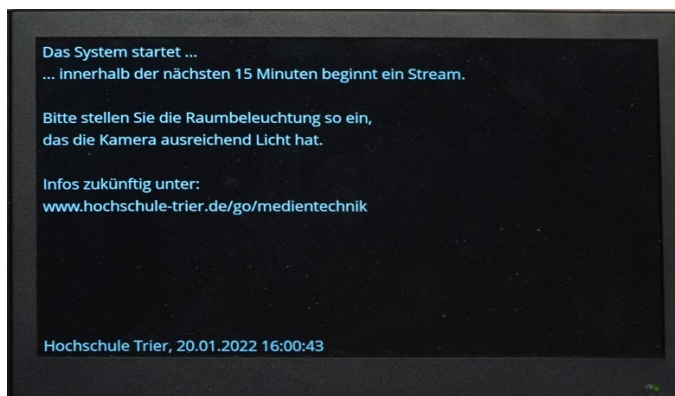 Das System startet ...
... innerhalb der nächsten 15 Minuten beginnt ein Stream.
Bitte stellen Sie die Raumbeleuchtung so ein,
das die Kamera ausreichend Licht hat.
Infos zukünftig unter:
www.hochschule-trier.de/go/medientechnik
Hochschule Trier, 20.01.2022 16:00:43